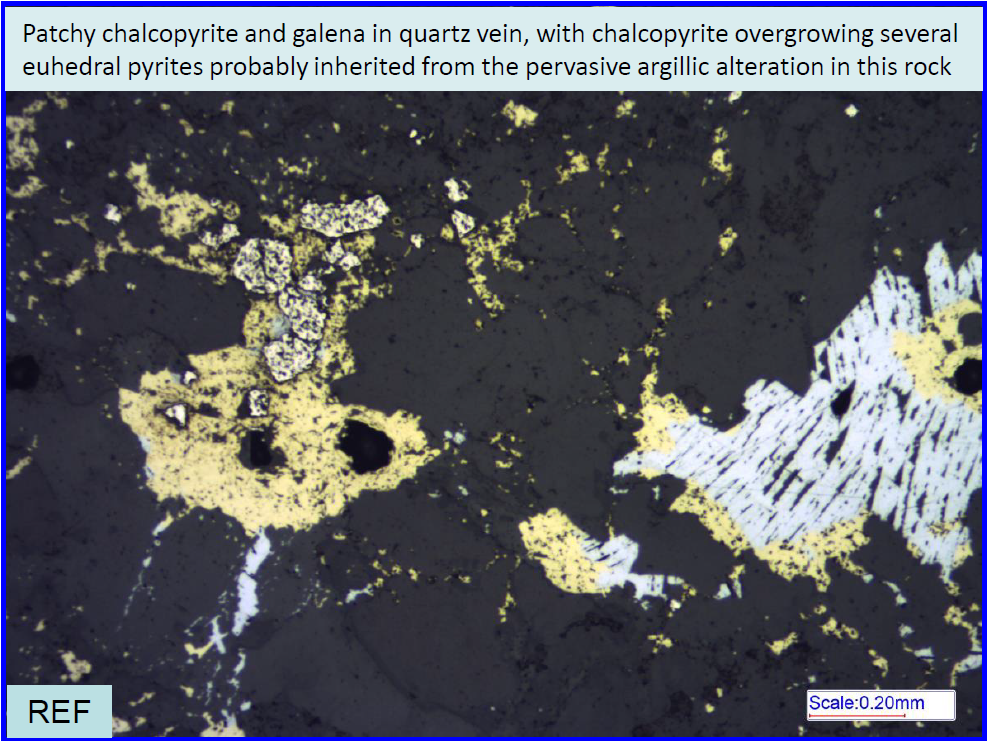 Patchy chalcopyrite and galena in quartz vein, with chalcopyrite overgrowing several
euhedral pyrites probably inherited from the pervasive argillic alteration in this rock
REF
Scale:0.20mm